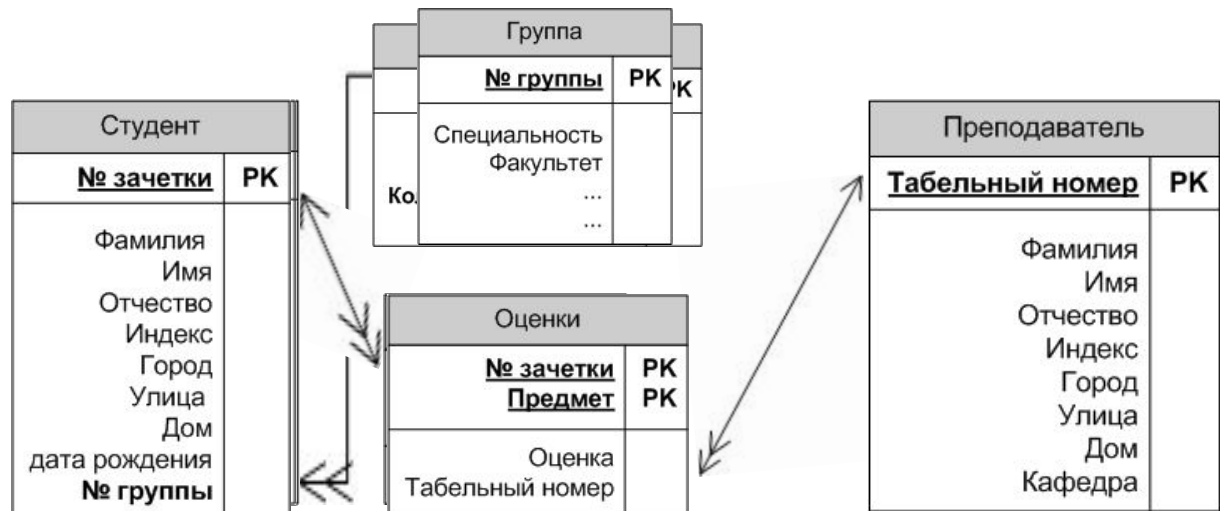 Группа
№ группы PK
Специальность
Факультет
...
...
Студент
№ зачетки PK
Фамилия
Имя
Отчество
Индекс
Город
Улица
Дом
дата рождения
№ группы
Оценки
№ зачетки PK
Предмет PK
Оценка
Табельный номер
Преподаватель
Табельный номер PK
Фамилия
Имя
Отчество
Индекс
Город
Улица
Дом
Кафедра